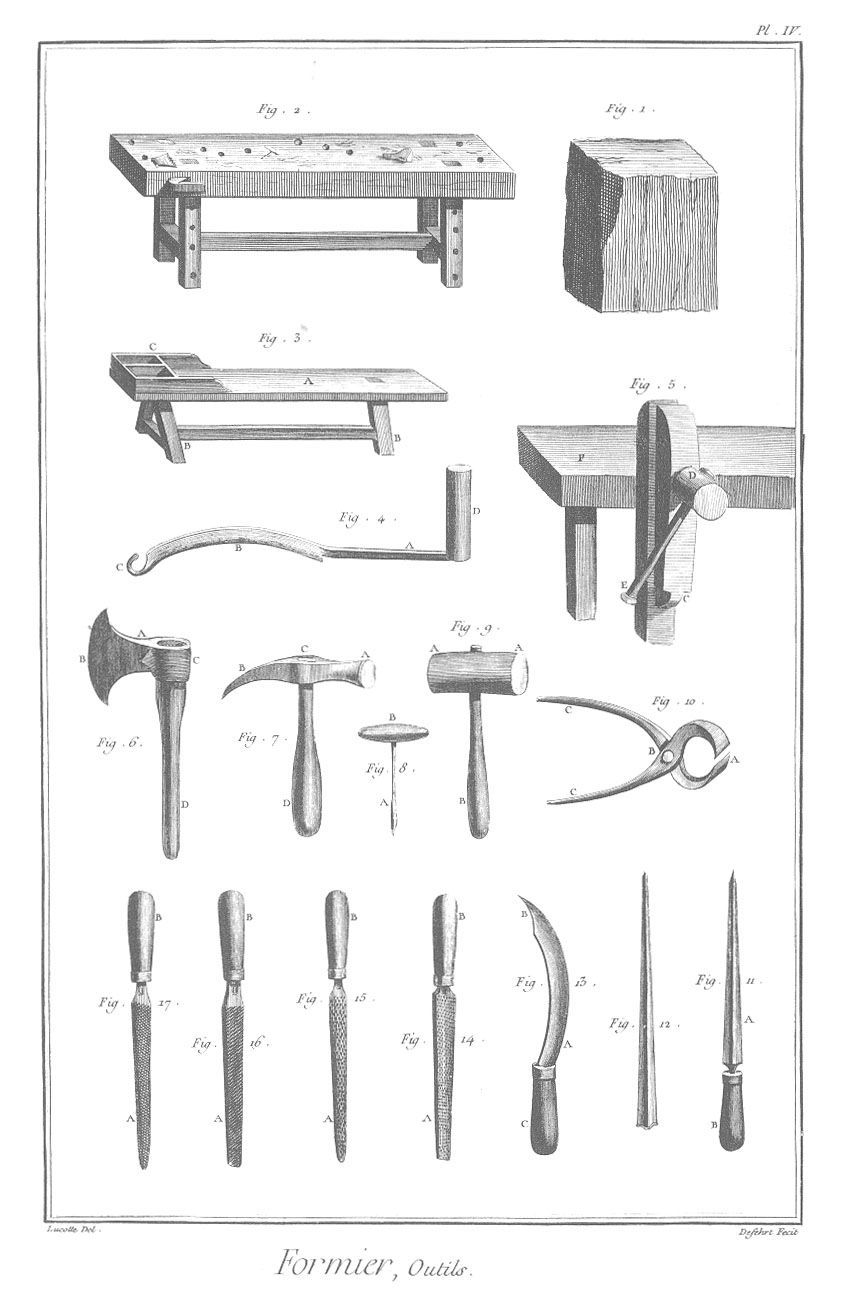 Pl . IV.
Fig . 2 .
Fig . 1 .
Fig . 3 .
C
A
B
B
Fig . 5 .
F
D
E
C
Fig . 4 .
D
A
B
C
A
B
C
Fig . 6 .
D
C
A
B
Fig . 7 .
D
B
Fig . 8 .
A
Fig . 9 .
A
A
B
Fig . 10 .
C
B
A
C
B
Fig . 17 .
A
B
Fig . 16 .
A
B
Fig . 15 .
A
B
Fig . 14 .
A
B
Fig . 13 .
A
C
Fig . 12 .
Fig . 11 .
A
B
Lucotte Del .
Defehrt Fecit
Formier, Outils.